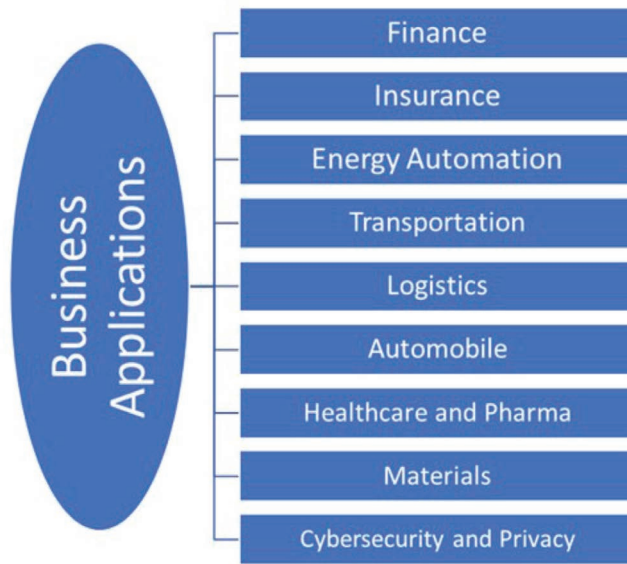 Business
Applications
Finance
Insurance
Energy Automation
Transportation
Logistics
Automobile
Healthcare and Pharma
Materials
Cybersecurity and Privacy